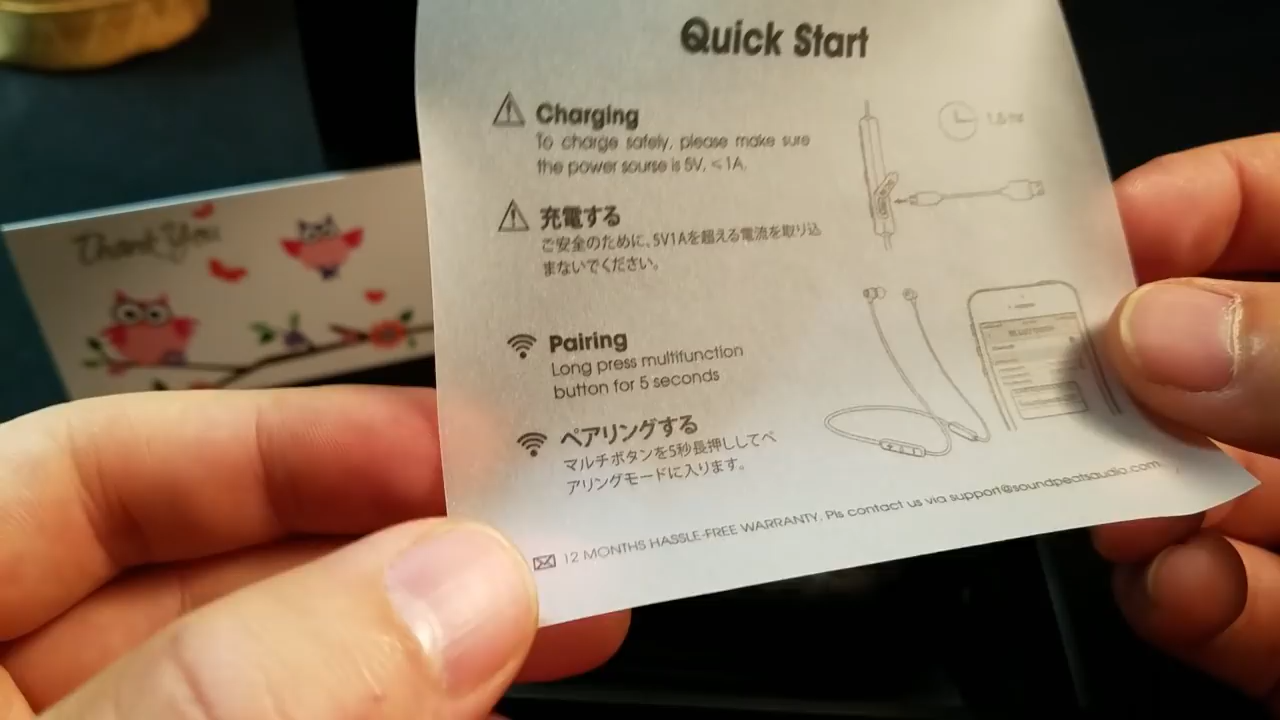 Quick Start
Charging
To charge safely, please make sure
the power sourse is 5V, <1A.
充電する
ご安全のために、5V1Aを超える電流を取り込
まないでください。
Pairing
Long press multifunction
button for 5 seconds
ペアリングする
マルチボタンを5秒長押ししてペ
アリングモードに入ります。
12 MONTHS HASSLE-FREE WARRANTY. Pls contact us via support@soundpeatsaudio.com
Thank You